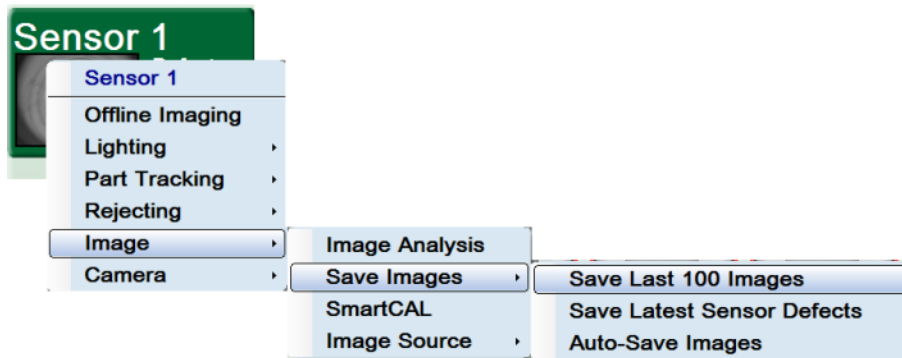 Sensor 1
Sensor 1
Offline Imaging
Lighting
Part Tracking
Rejecting
Image
Camera
Image Analysis
Save Images
SmartCAL
Image Source
Save Last 100 Images
Save Latest Sensor Defects
Auto-Save Images